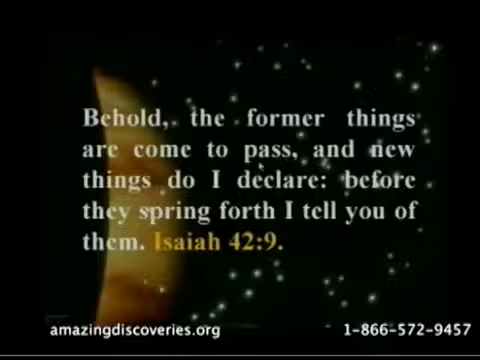 Behold, the former things
are come to pass, and new
things do I declare: before
they spring forth I tell you of
them. Isaiah 42:9.
amazingdiscoveries.org 1-866-572-9457